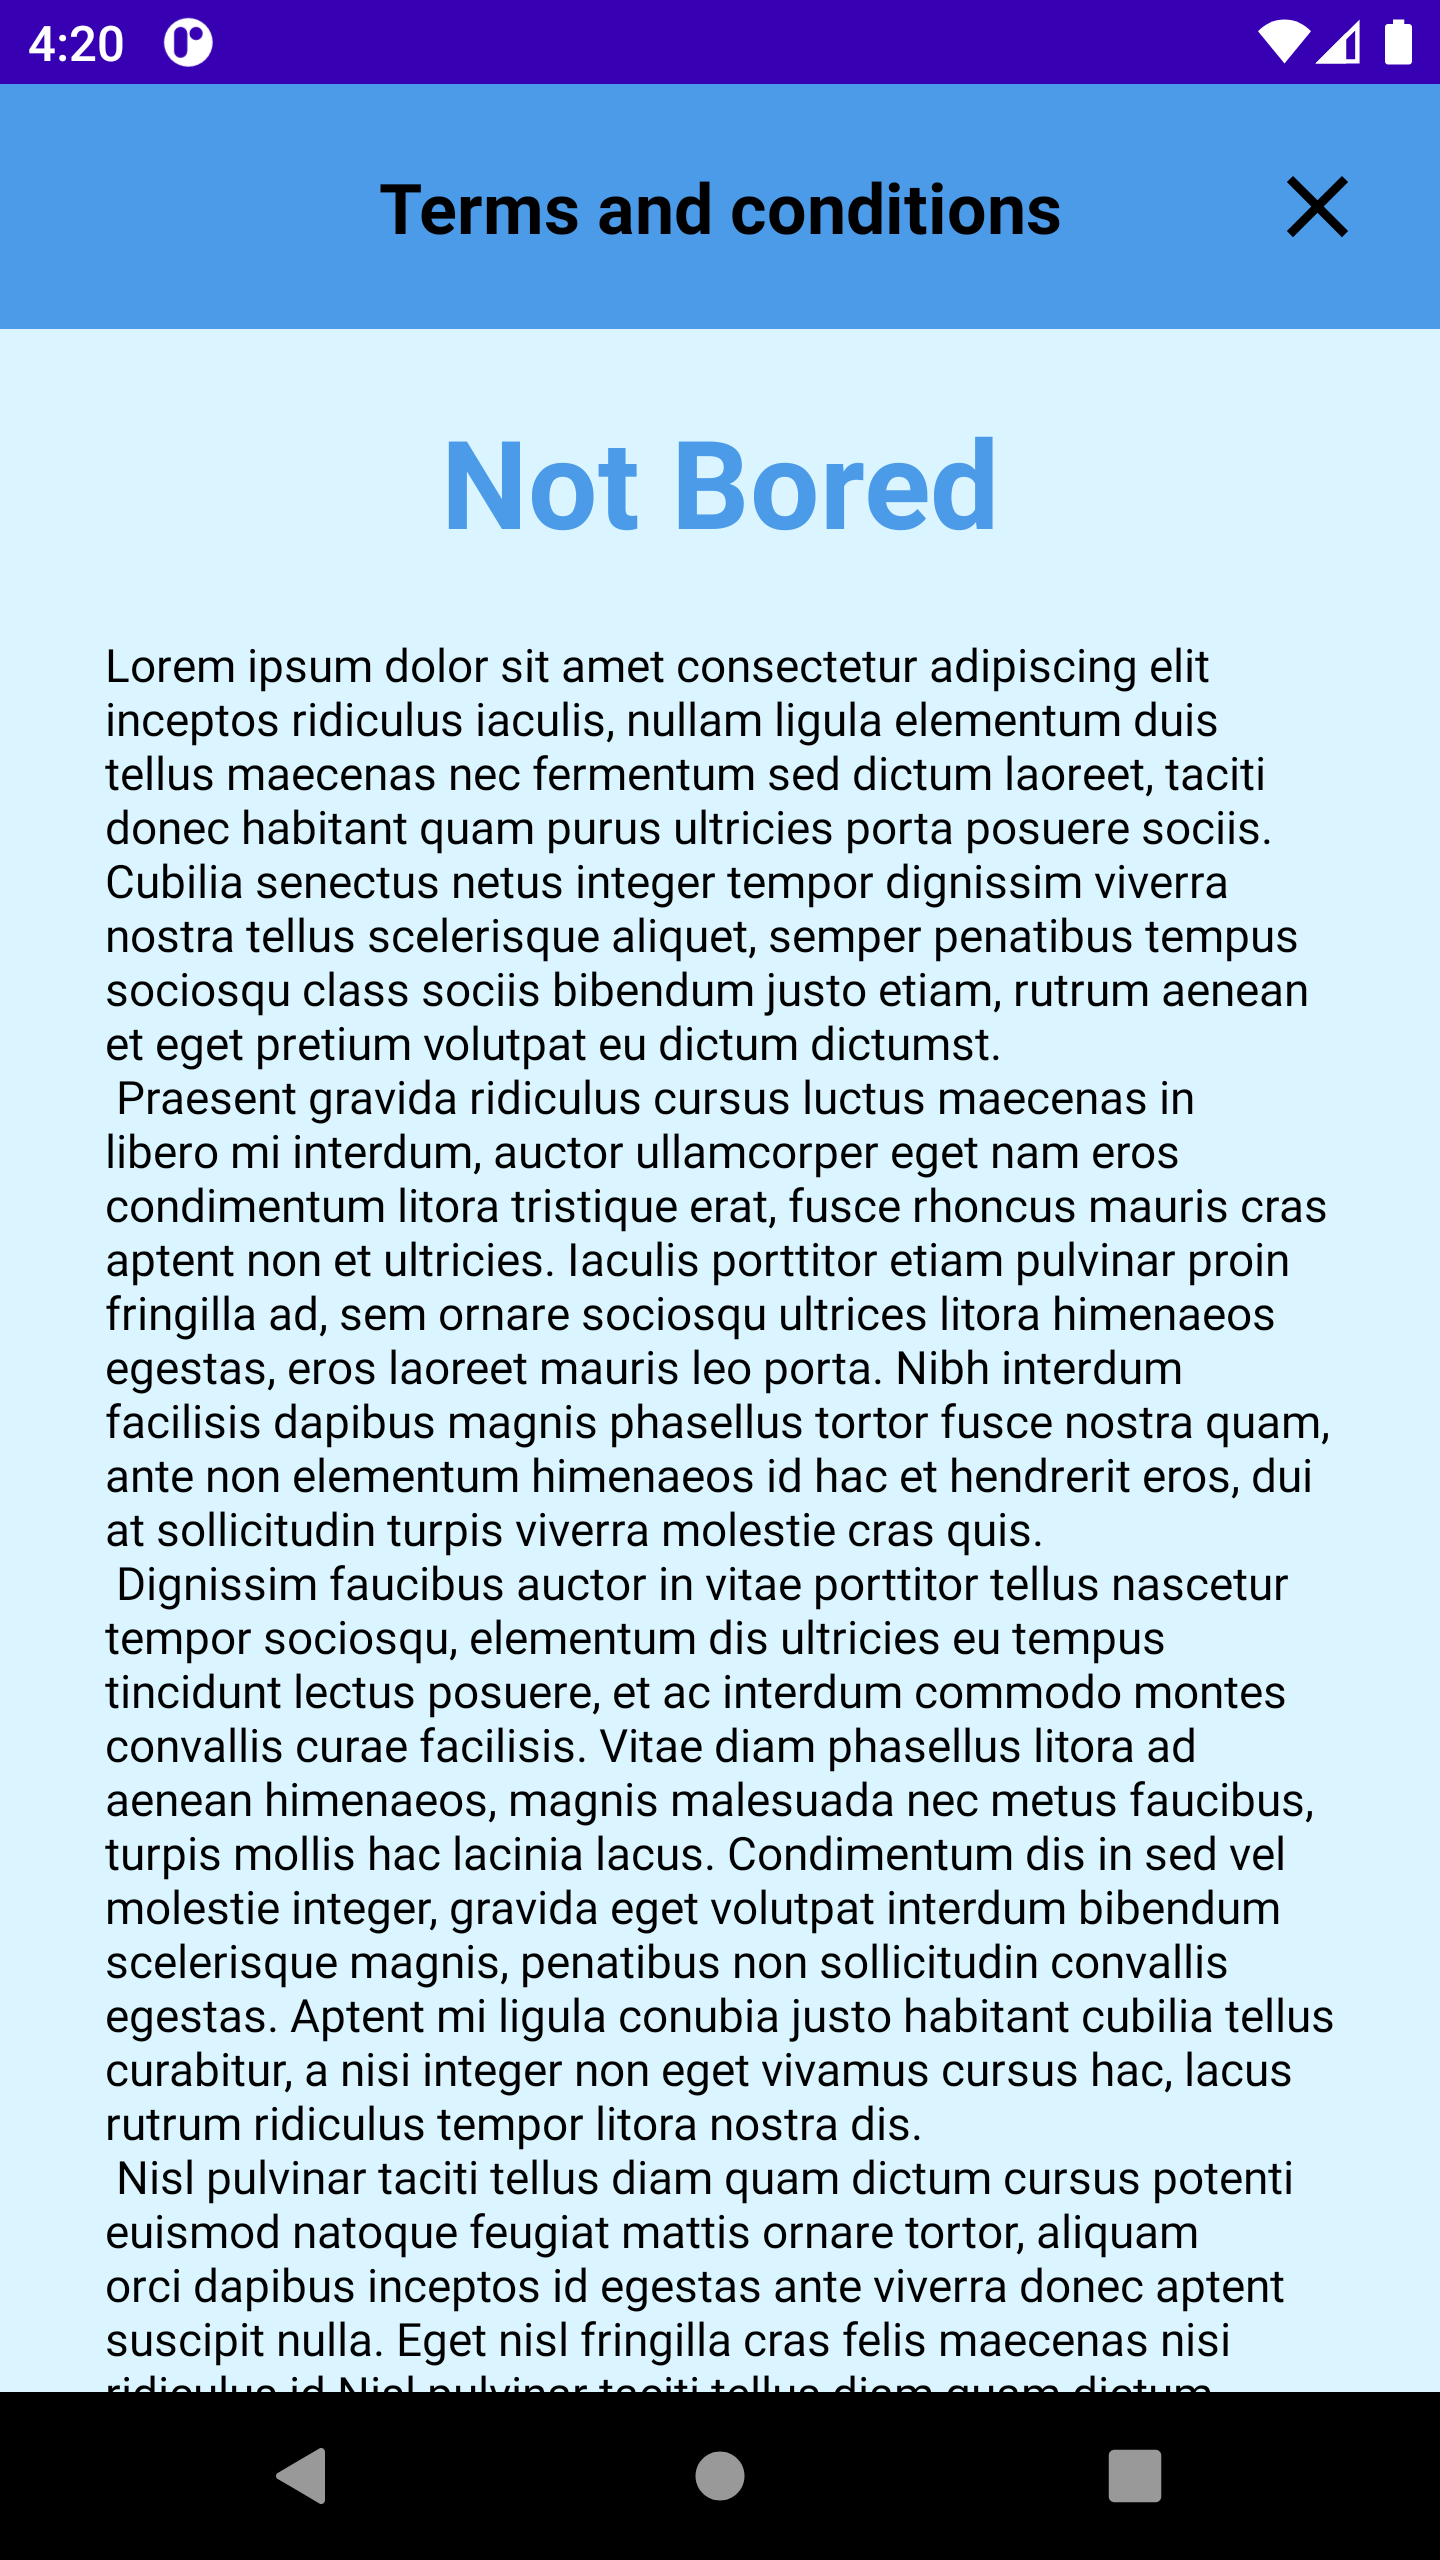 4:20
Terms and conditions
Not Bored
Lorem ipsum dolor sit amet consectetur adipiscing elit
inceptos ridiculus iaculis, nullam ligula elementum duis
tellus maecenas nec fermentum sed dictum laoreet, taciti
donec habitant quam purus ultricies porta posuere sociis.
Cubilia senectus netus integer tempor dignissim viverra
nostra tellus scelerisque aliquet, semper penatibus tempus
sociosqu class sociis bibendum justo etiam, rutrum aenean
et eget pretium volutpat eu dictum dictumst.
Praesent gravida ridiculus cursus luctus maecenas in
libero mi interdum, auctor ullamcorper eget nam eros
condimentum litora tristique erat, fusce rhoncus mauris cras
aptent non et ultricies. Iaculis porttitor etiam pulvinar proin
fringilla ad, sem ornare sociosqu ultrices litora himenaeos
egestas, eros laoreet mauris leo porta. Nibh interdum
facilisis dapibus magnis phasellus tortor fusce nostra quam,
ante non elementum himenaeos id hac et hendrerit eros, dui
at sollicitudin turpis viverra molestie cras quis.
Dignissim faucibus auctor in vitae porttitor tellus nascetur
tempor sociosqu, elementum dis ultricies eu tempus
tincidunt lectus posuere, et ac interdum commodo montes
convallis curae facilisis. Vitae diam phasellus litora ad
aenean himenaeos, magnis malesuada nec metus faucibus,
turpis mollis hac lacinia lacus. Condimentum dis in sed vel
molestie integer, gravida eget volutpat interdum bibendum
scelerisque magnis, penatibus non sollicitudin convallis
egestas. Aptent mi ligula conubia justo habitant cubilia tellus
curabitur, a nisi integer non eget vivamus cursus hac, lacus
rutrum ridiculus tempor litora nostra dis.
Nisl pulvinar taciti tellus diam quam dictum cursus potenti
euismod natoque feugiat mattis ornare tortor, aliquam
orci dapibus inceptos id egestas ante viverra donec aptent
suscipit nulla. Eget nisl fringilla cras felis maecenas nisi
ridiculus id Nisl pulvinar taciti tellus diam quam dictum